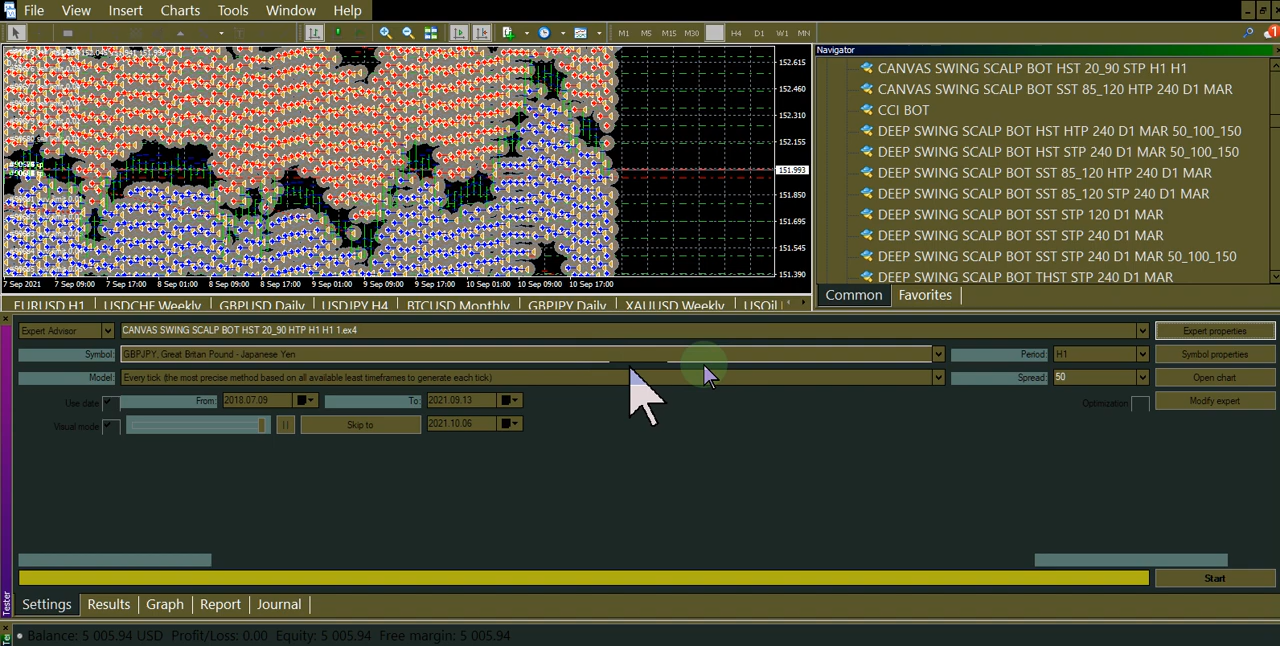 File View Insert Charts Tools Window Help
M1 M5 M15 M30 H4 D1 W1 MN
1
Navigator
CANVAS SWING SCALP BOT HST 20_90 STP H1 H1
CANVAS SWING SCALP BOT SST 85_120 HTP 240 D1 MAR
CCI BOT
DEEP SWING SCALP BOT HST HTP 240 D1 MAR 50_100_150
DEEP SWING SCALP BOT HST STP 240 D1 MAR 50_100_150
DEEP SWING SCALP BOT SST 85_120 HTP 240 D1 MAR
DEEP SWING SCALP BOT SST 85_120 STP 240 D1 MAR
DEEP SWING SCALP BOT SST STP 120 D1 MAR
DEEP SWING SCALP BOT SST STP 240 D1 MAR
DEEP SWING SCALP BOT SST STP 240 D1 MAR 50_100_150
DEEP SWING SCALP BOT THST STP 240 D1 MAR
Common Favorites
152.615
152.460
152.310
152.155
151.993
151.850
151.695
151.545
151.390
7 Sep 2021 7 Sep 09:00 7 Sep 17:00 8 Sep 01:00 8 Sep 09:00 8 Sep 17:00 9 Sep 01:00 9 Sep 09:00 9 Sep 17:00 10 Sep 01:00 10 Sep 09:00 10 Sep 17:00
EURUSD H1 USDCHF Weekly GBPUSD Daily USDJPY H4 BTCUSD Monthly GBPJPY Daily XAUUSD Weekly USOil
Expert Advisor CANVAS SWING SCALP BOT HST 20_90 HTP H1 H1 1.ex4 Expert properties
Symbol: GBPJPY, Great Britan Pound - Japanese Yen Period: H1 Symbol properties
Model: Every tick (the most precise method based on all available least timeframes to generate each tick) Spread: 50 Open chart
Use date From: 2018.07.09 To: 2021.09.13 Optimization Modify expert
Visual mode Skip to 2021.10.06
Start
Tester
Settings Results Graph Report Journal
Balance: 5 005.94 USD Profit/Loss: 0.00 Equity: 5 005.94 Free margin: 5 005.94